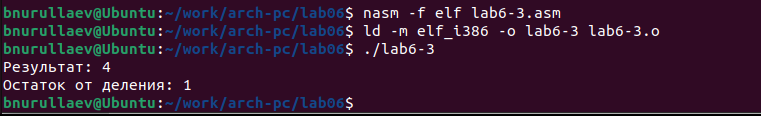 bnurullaev@Ubuntu:~/work/arch-pc/lab06$ nasm -f elf lab6-3.asm
bnurullaev@Ubuntu:~/work/arch-pc/lab06$ ld -m elf_i386 -o lab6-3 lab6-3.o
bnurullaev@Ubuntu:~/work/arch-pc/lab06$ ./lab6-3
Результат: 4
Остаток от деления: 1
bnurullaev@Ubuntu:~/work/arch-pc/lab06$